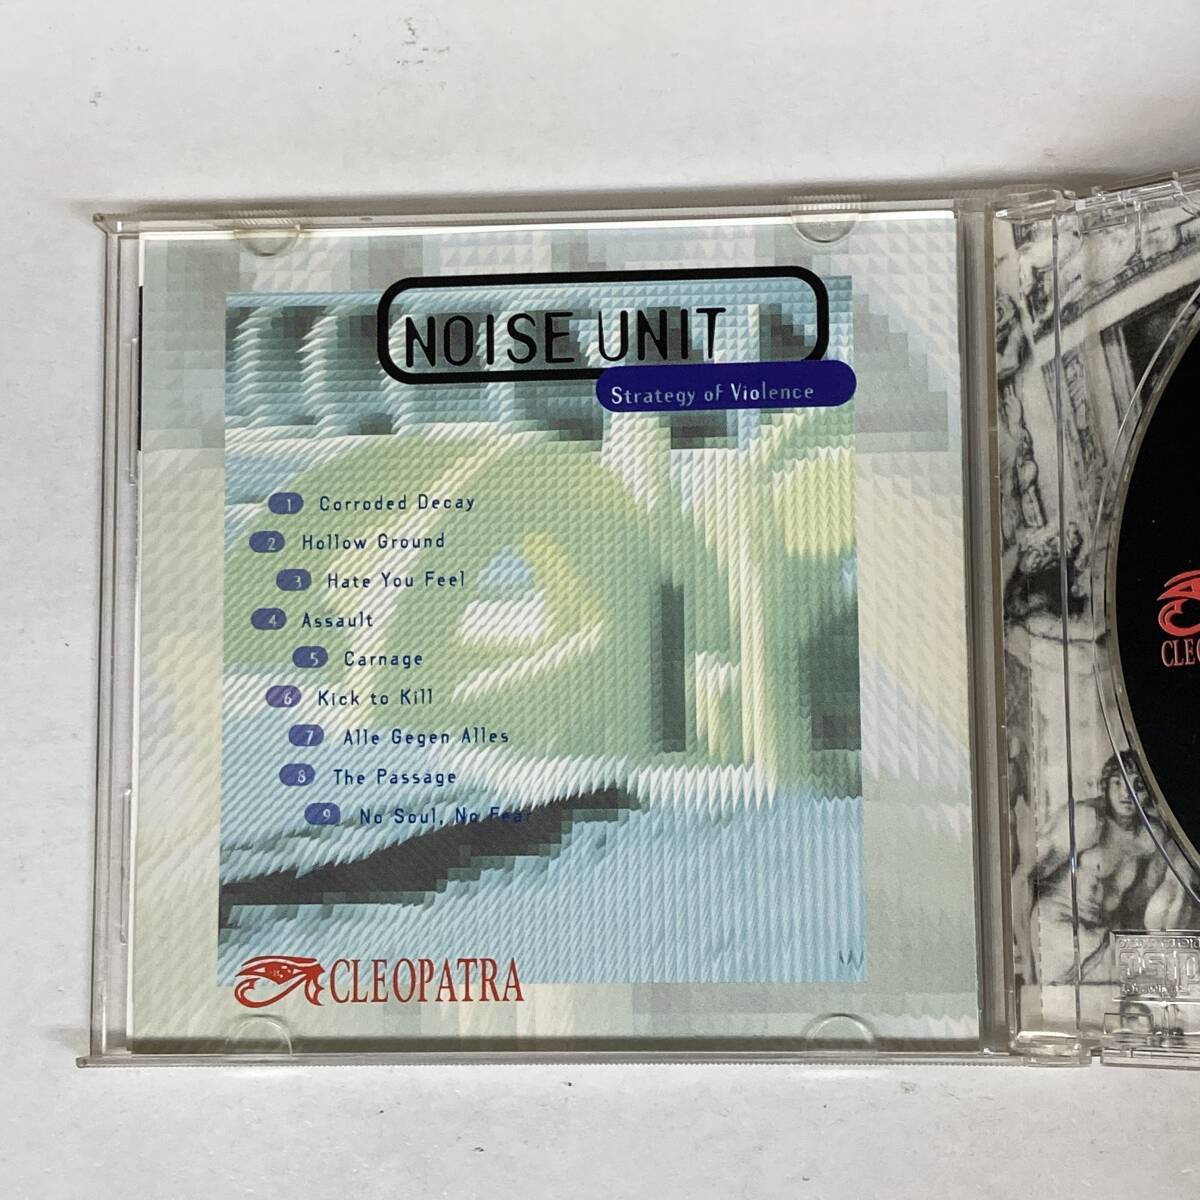 NOISE UNIT
Strategy of Violence
1 Corroded Decay
2 Hollow Ground
3 Hate You Feel
4 Assault
5 Carnage
6 Kick to Kill
7 Alle Gegen Alles
8 The Passage
9 No Soul, No Fear
CLEOPATRA